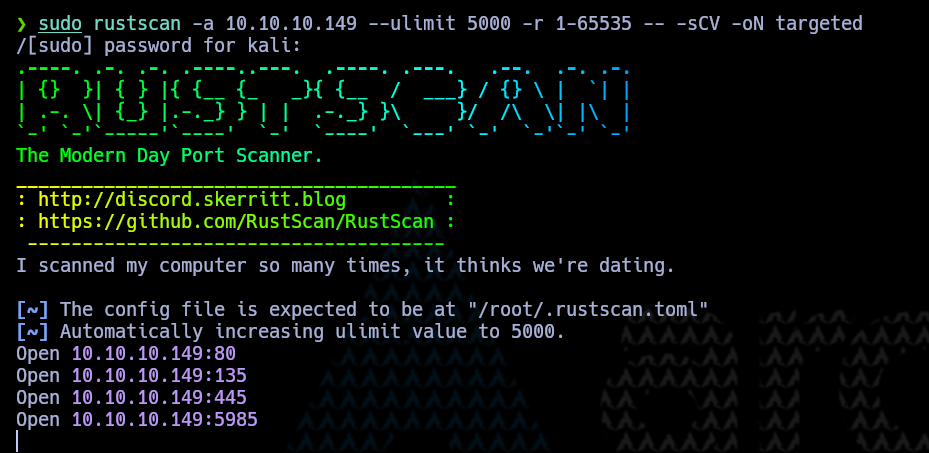 ❯ sudo rustscan -a 10.10.10.149 --ulimit 5000 -r 1-65535 -- -sCV -oN targeted
/[sudo] password for kali:
.----. .-. .-. .----..---.  .----. .---.   .--.  .-. .-.
| {}  }| { } |{ {__ {_   _}{ {__  /  ___} / {} \ |  `| |
| .-. \| {_} |.-._} } | |  .-._} }\     }/  /\  \| |\  |
`-' `-'`-----'`----'  `-'  `----'  `---' `-'  `-'`-' `-'
The Modern Day Port Scanner.
________________________________________
: http://discord.skerritt.blog         :
: https://github.com/RustScan/RustScan :
 --------------------------------------
I scanned my computer so many times, it thinks we're dating.

[~] The config file is expected to be at "/root/.rustscan.toml"
[~] Automatically increasing ulimit value to 5000.
Open 10.10.10.149:80
Open 10.10.10.149:135
Open 10.10.10.149:445
Open 10.10.10.149:5985